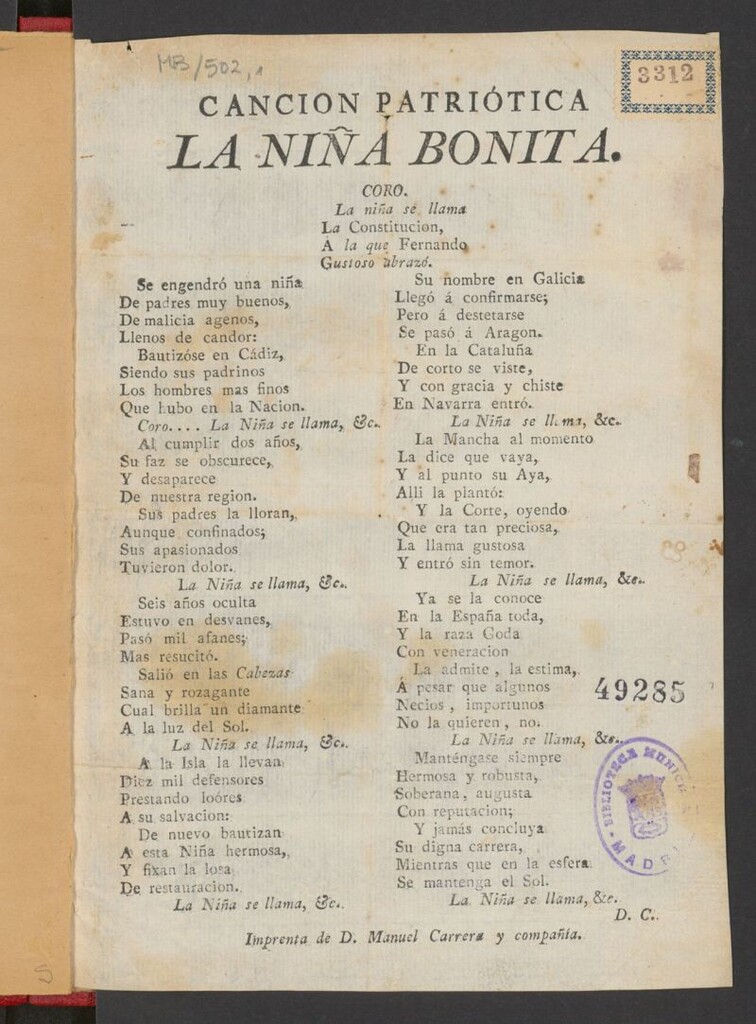 MB/502,1
3312
CANCION PATRIÓTICA
LA NIÑA BONITA.
CORO.
La niña se llama
La Constitucion,
Á la que Fernando
Gustoso abrazó.
Se engendró una niña
De padres muy buenos,
De malicia agenos,
Llenos de candor:
Bautizóse en Cádiz,
Siendo sus padrinos
Los hombres mas finos
Que hubo en la Nacion.
Coro.... La Niña se llama, &c.
Al cumplir dos años,
Su faz se obscurece,
Y desaparece
De nuestra region.
Sus padres la lloran,
Aunque confinados;
Sus apasionados
Tuvieron dolor.
La Niña se llama, &c.
Seis años oculta
Estuvo en desvanes,
Pasó mil afanes;
Mas resucitó.
Salió en las Cabezas
Sana y rozagante
Cual brilla un diamante
A la luz del Sol.
La Niña se llama, &c.
A la Isla la llevan
Diez mil defensores
Prestando loóres
A su salvacion:
De nuevo bautizan
A esta Niña hermosa,
Y fixan la losa
De restauracion.
La Niña se llama, &c.
Su nombre en Galicia
Llegó á confirmarse;
Pero á destetarse
Se pasó á Aragon.
En la Cataluña
De corto se viste,
Y con gracia y chiste
En Navarra entró.
La Niña se llama, &c.
La Mancha al momento
La dice que vaya,
Y al punto su Aya,
Alli la plantó:
Y la Corte, oyendo
Que era tan preciosa,
La llama gustosa
Y entró sin temor.
La Niña se llama, &c.
Ya se la conoce
En la España toda,
Y la raza Goda
Con veneracion
La admite, la estima,
Á pesar que algunos
Necios, importunos
No la quieren, no.
La Niña se llama, &c.
Manténgase siempre
Hermosa y robusta,
Soberana, augusta
Con reputacion;
Y jamás concluya
Su digna carrera,
Mientras que en la esfera
Se mantenga el Sol.
La Niña se llama, &c.
D. C.
Imprenta de D. Manuel Carrera y compañía.
49285
BIBLIOTECA MUNICI
MADR